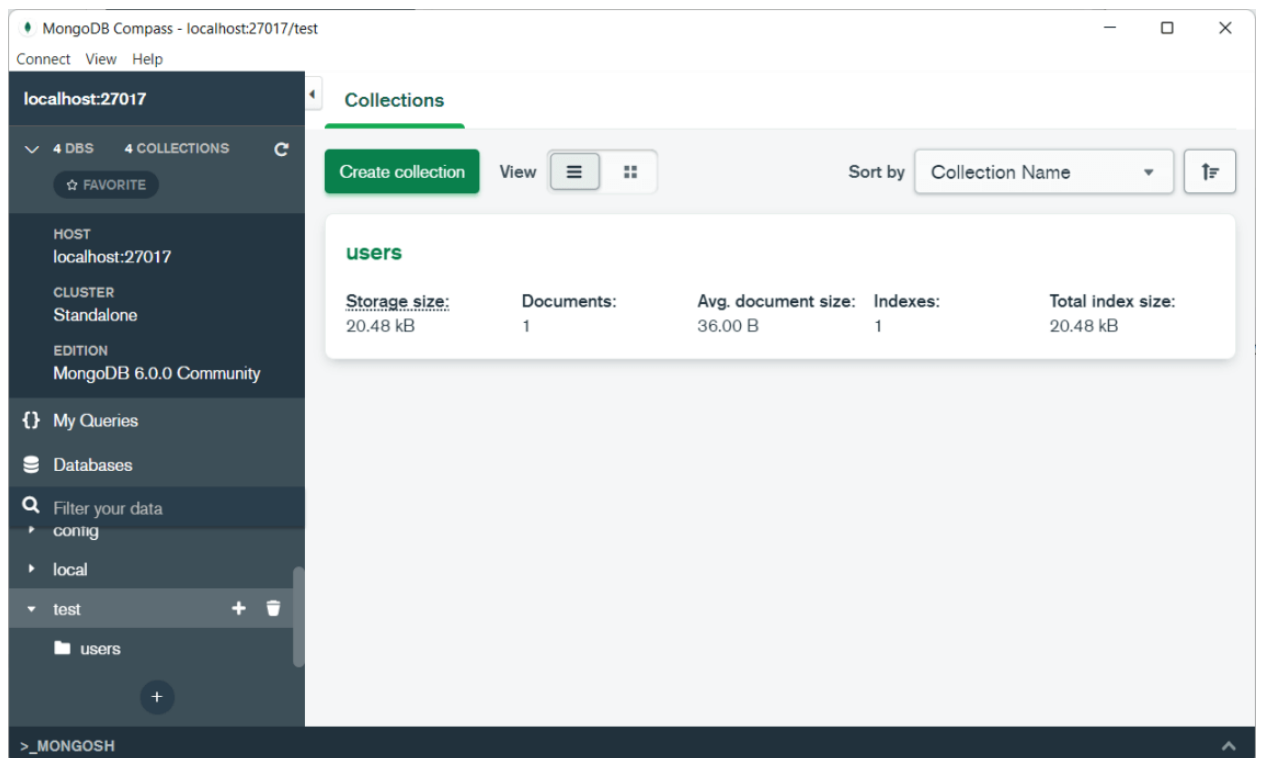 MongoDB Compass - localhost:27017/test
Connect View Help
localhost:27017
4 DBS 4 COLLECTIONS
FAVORITE
HOST
localhost:27017
CLUSTER
Standalone
EDITION
MongoDB 6.0.0 Community
{} My Queries
Databases
Filter your data
config
local
test
users
+
>_MONGOSH
Collections
Create collection View Sort by Collection Name
users
Storage size: Documents: Avg. document size: Indexes: Total index size:
20.48 kB 1 36.00 B 1 20.48 kB